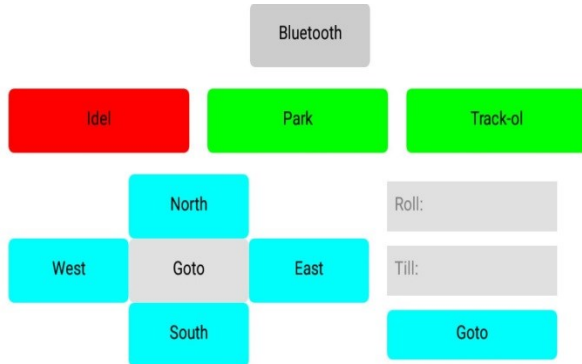 Bluetooth
Idel
Park
Track-ol
North
Roll:
West
Goto
East
Till:
South
Goto